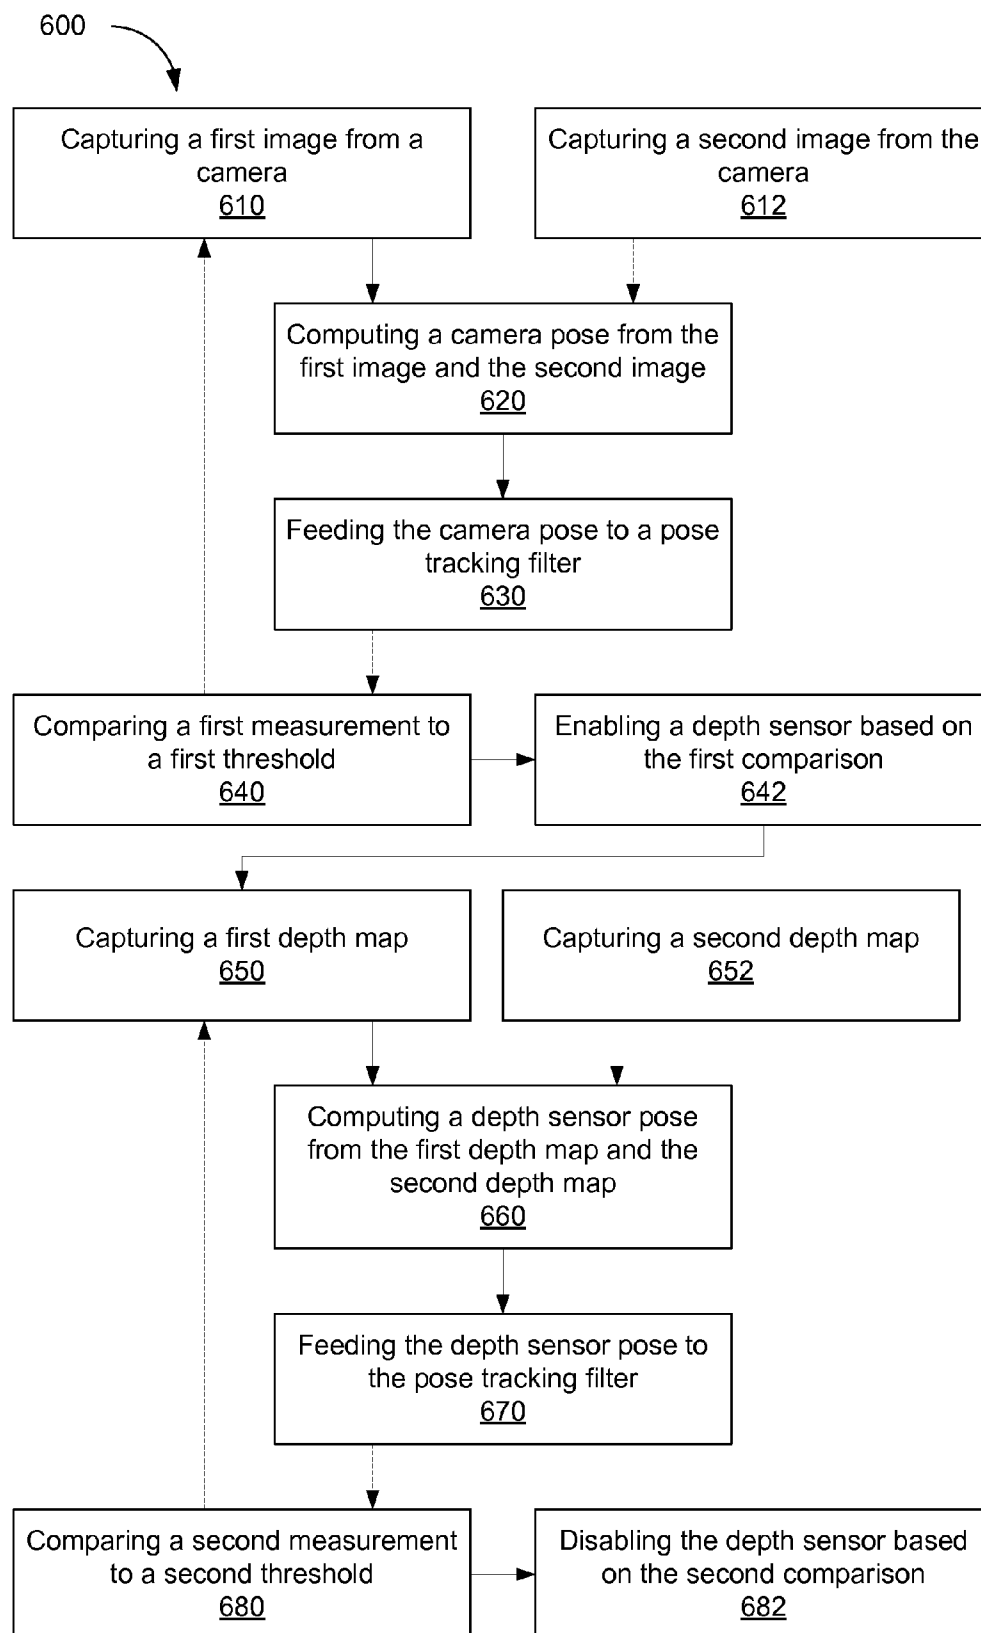 600
Capturing a first image from a
camera
610
Capturing a second image from the
camera
612
Computing a camera pose from the
first image and the second image
620
Feeding the camera pose to a pose
tracking filter
630
Comparing a first measurement to
a first threshold
640
Enabling a depth sensor based on
the first comparison
642
Capturing a first depth map
650
Capturing a second depth map
652
Computing a depth sensor pose
from the first depth map and the
second depth map
660
Feeding the depth sensor pose to
the pose tracking filter
670
Comparing a second measurement
to a second threshold
680
Disabling the depth sensor based
on the second comparison
682